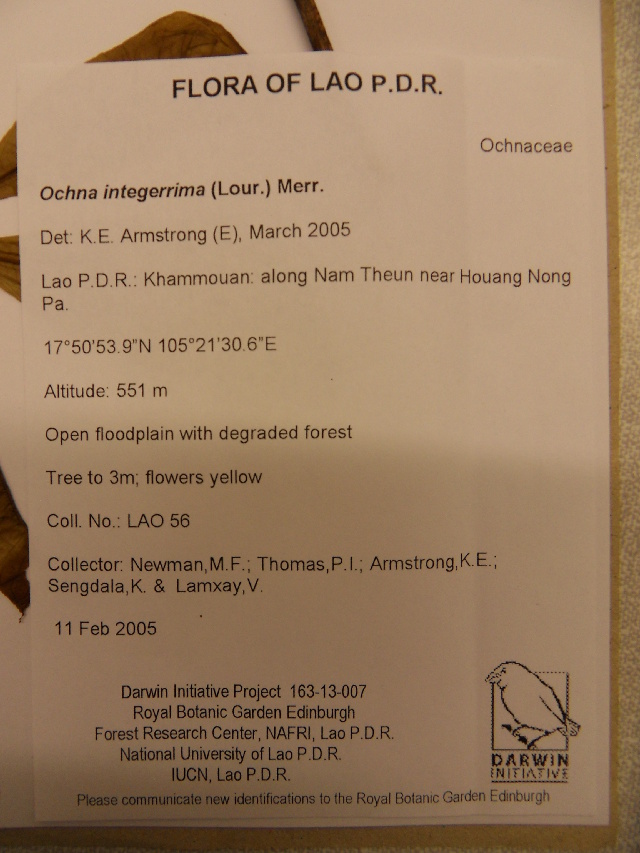 FLORA OF LAO P.D.R.
Ochnaceae
Ochna integerrima (Lour.) Merr.
Det: K.E. Armstrong (E), March 2005
Lao P.D.R.: Khammouan: along Nam Theun near Houang Nong
Pa.
17°50'53.9"N 105°21'30.6"E
Altitude: 551 m
Open floodplain with degraded forest
Tree to 3m; flowers yellow
Coll. No.: LAO 56
Collector: Newman,M.F.; Thomas,P.I.; Armstrong,K.E.;
Sengdala,K. & Lamxay,V.
11 Feb 2005
Darwin Initiative Project 163-13-007
Royal Botanic Garden Edinburgh
Forest Research Center, NAFRI, Lao P.D.R.
National University of Lao P.D.R.
IUCN, Lao P.D.R.
DARWIN
INITIATIVE
Please communicate new identifications to the Royal Botanic Garden Edinburgh